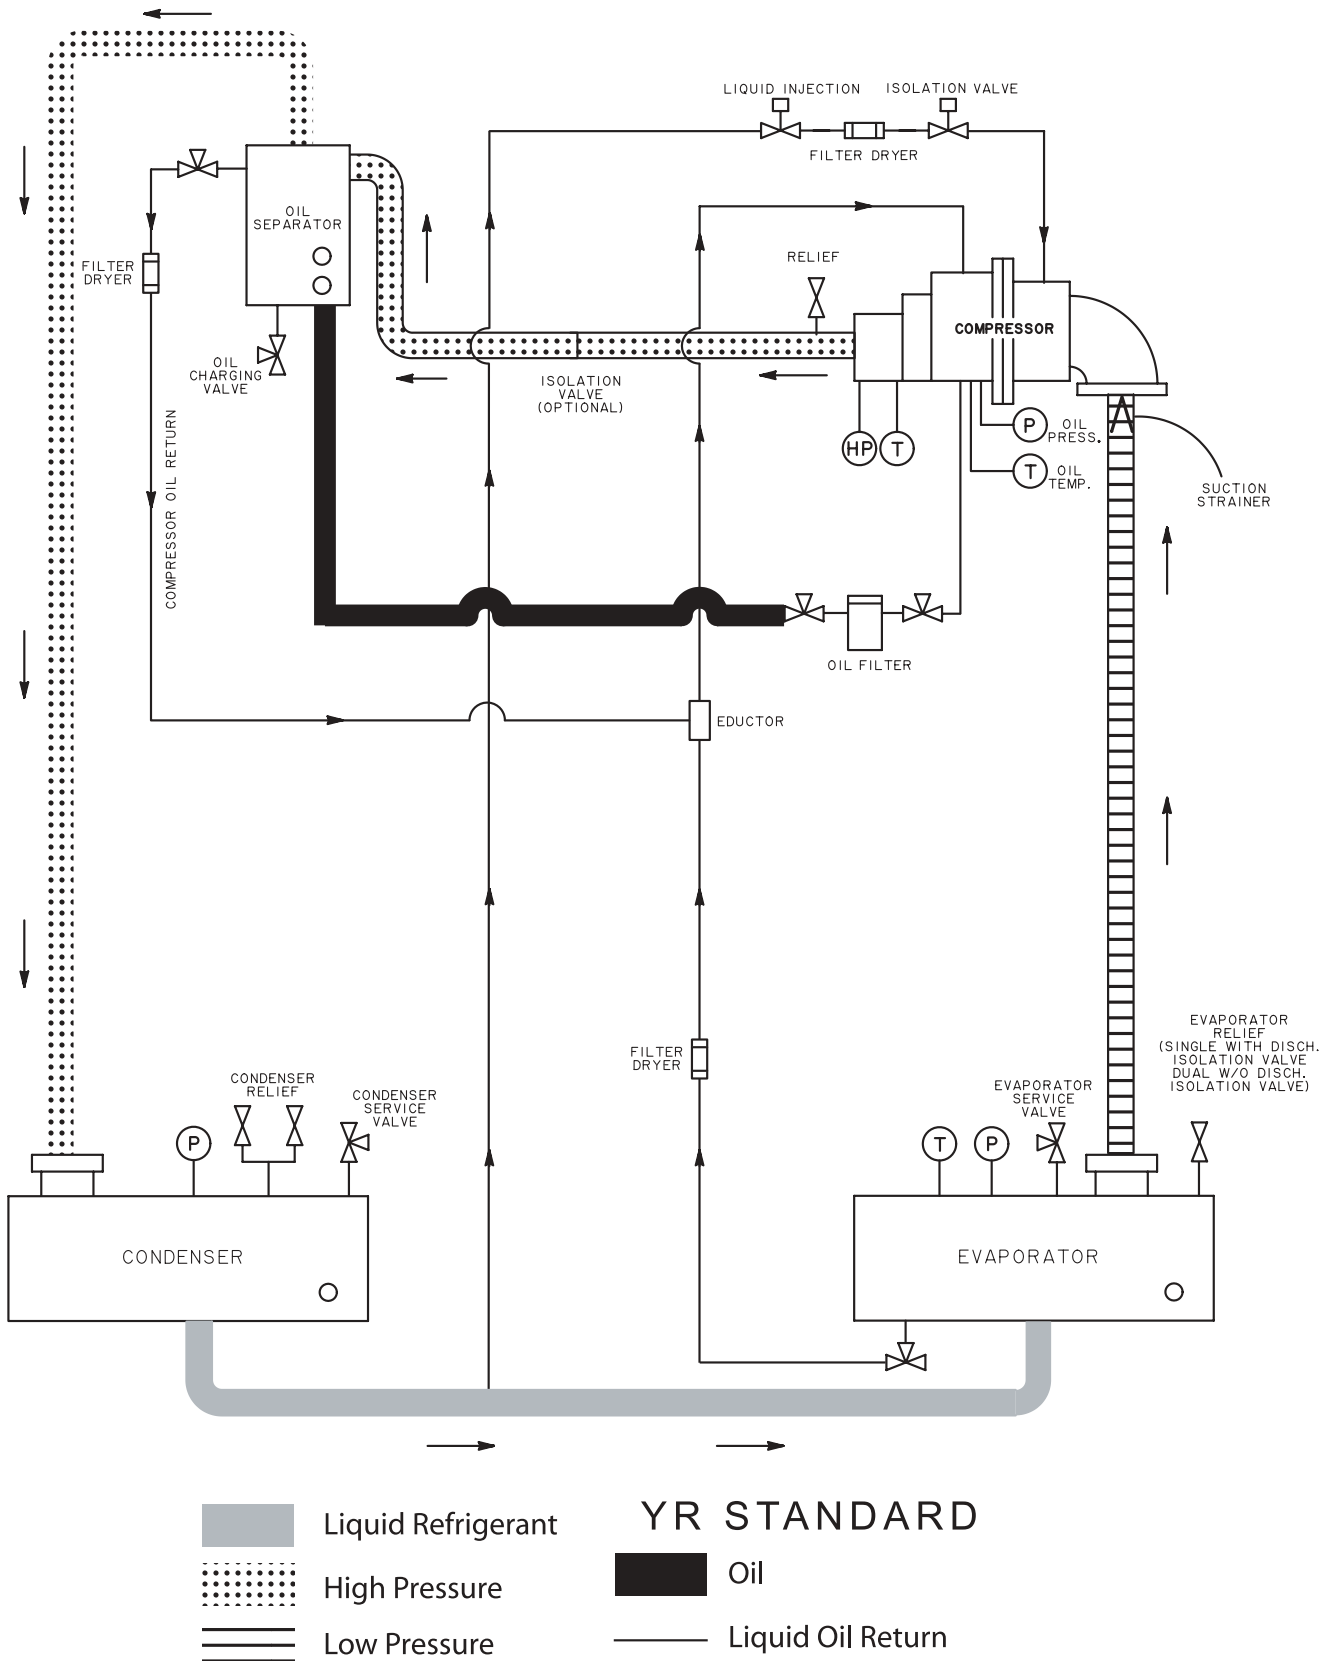 LIQUID INJECTION
ISOLATION VALVE
FILTER DRYER
OIL
SEPARATOR
FILTER
DRYER
RELIEF
COMPRESSOR
OIL
CHARGING
VALVE
ISOLATION
VALVE
(OPTIONAL)
HP
T
P
OIL
PRESS.
T
OIL
TEMP.
SUCTION
STRAINER
COMPRESSOR OIL RETURN
OIL FILTER
EDUCTOR
FILTER
DRYER
EVAPORATOR
RELIEF
(SINGLE WITH DISCH.
ISOLATION VALVE
DUAL W/O DISCH.
ISOLATION VALVE)
CONDENSER
RELIEF
CONDENSER
SERVICE
VALVE
EVAPORATOR
SERVICE
VALVE
P
T
P
CONDENSER
EVAPORATOR
YR STANDARD
Liquid Refrigerant
High Pressure
Low Pressure
Oil
Liquid Oil Return